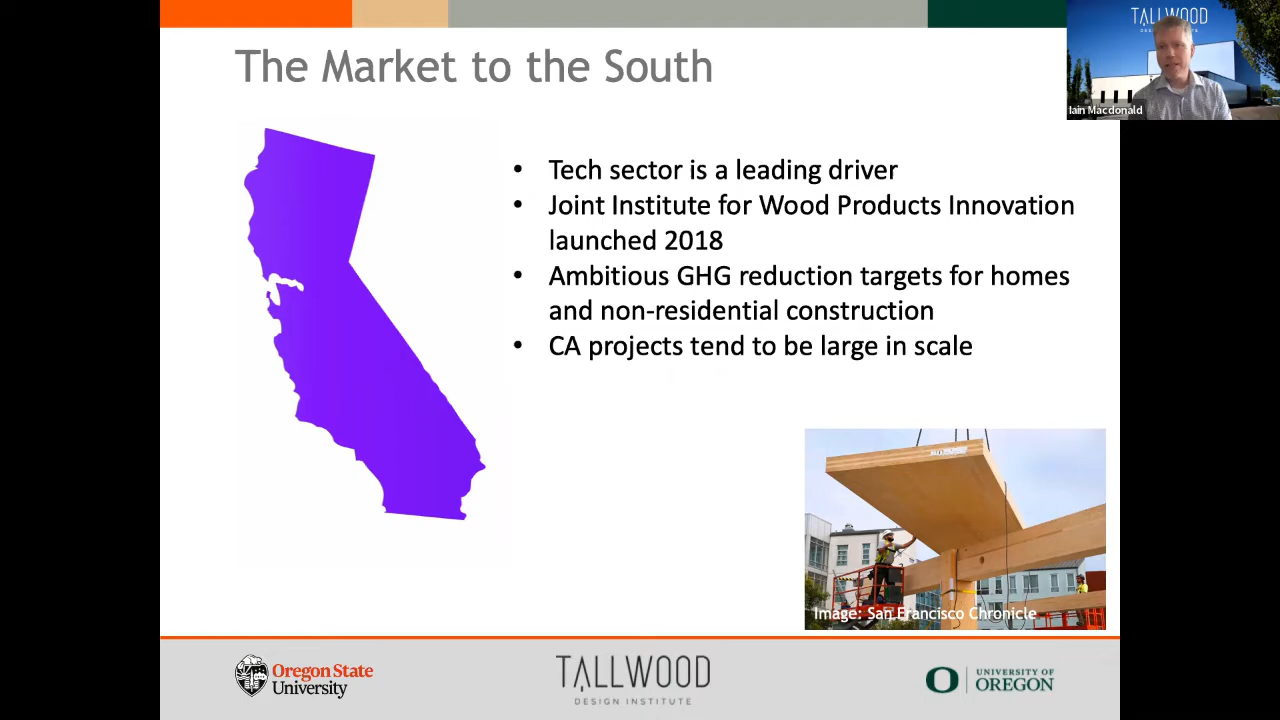 The Market to the South
TALLWOOD
Iain Macdonald
• Tech sector is a leading driver
• Joint Institute for Wood Products Innovation
launched 2018
• Ambitious GHG reduction targets for homes
and non-residential construction
• CA projects tend to be large in scale
Image: San Francisco Chronicle
Oregon State
University
TALLWOOD
DESIGN INSTITUTE
UNIVERSITY OF
OREGON